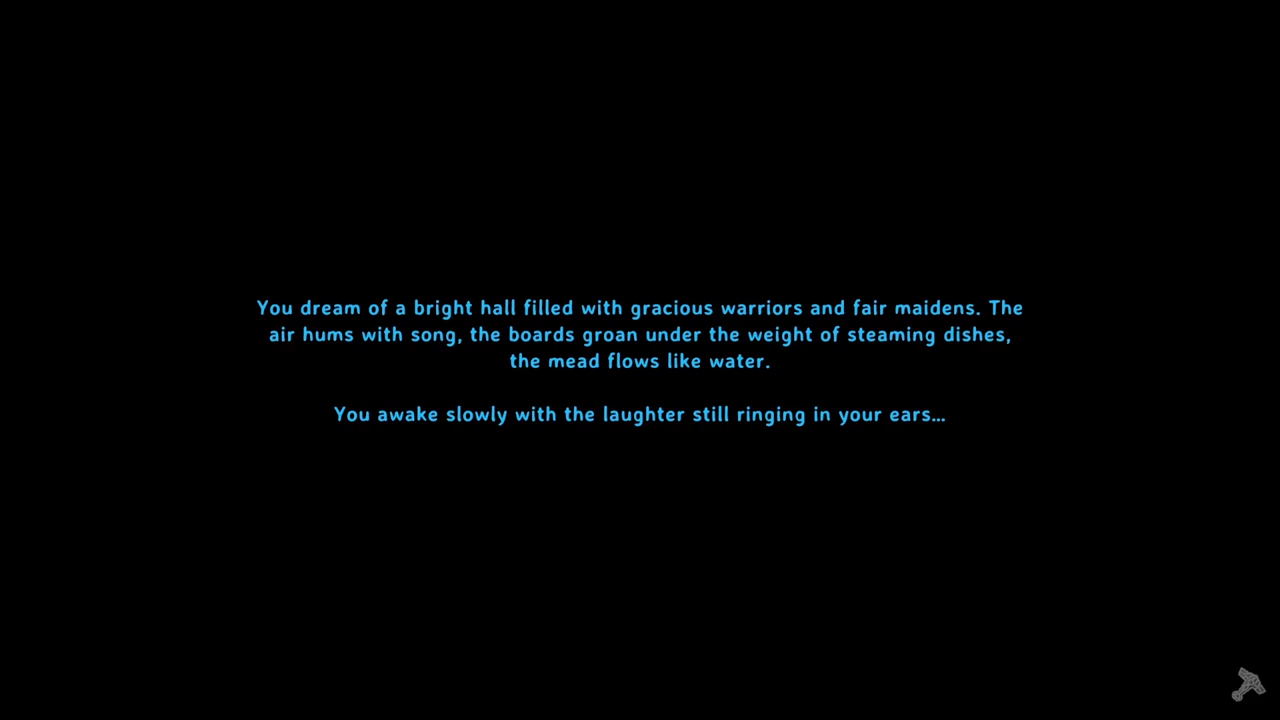 You dream of a bright hall filled with gracious warriors and fair maidens. The
air hums with song, the boards groan under the weight of steaming dishes,
the mead flows like water.
You awake slowly with the laughter still ringing in your ears...